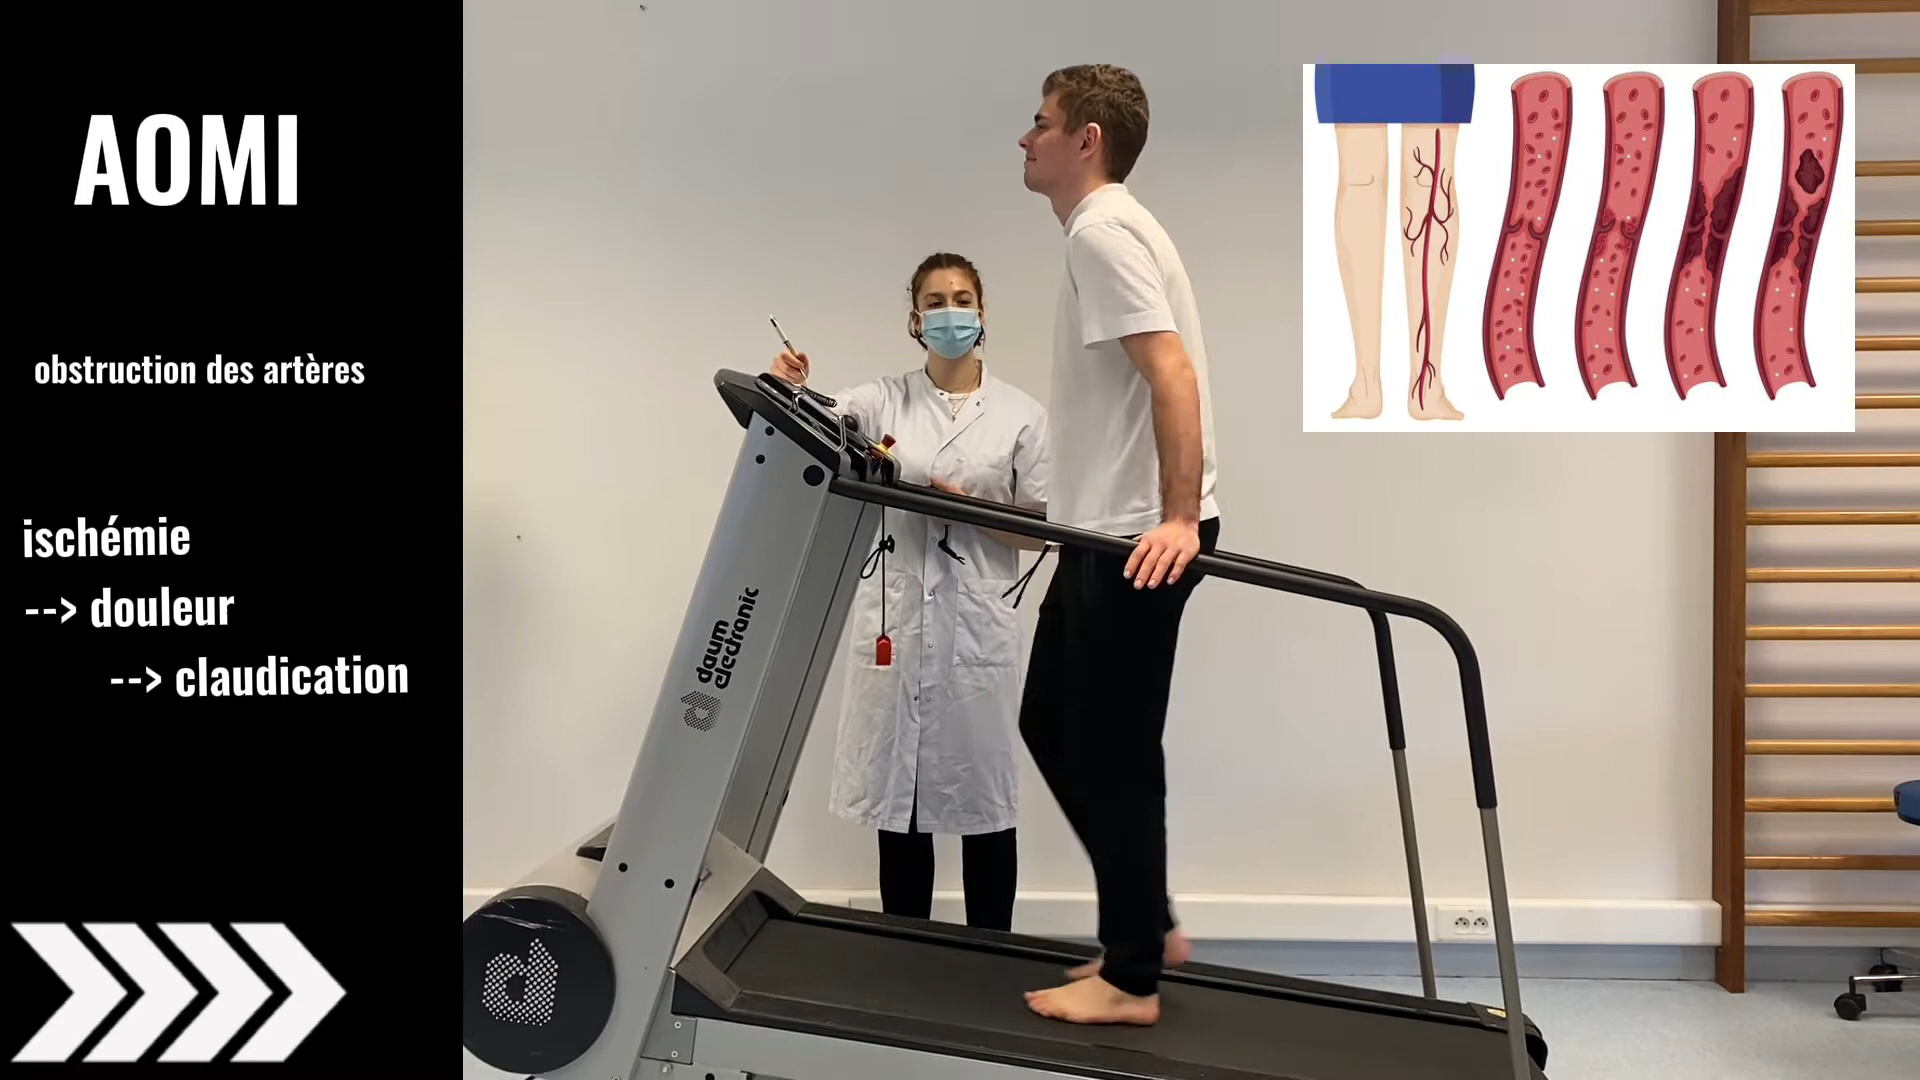 AOMI
obstruction des artères
ischémie
--> douleur
--> claudication
daum
electronic